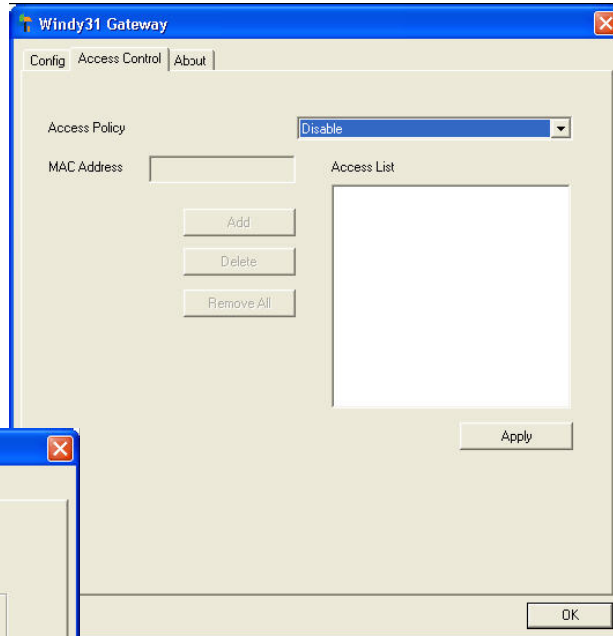 Windy31 Gateway
Config Access Control About
Access Policy Disable
MAC Address Access List
Add
Delete
Remove All
Apply
OK